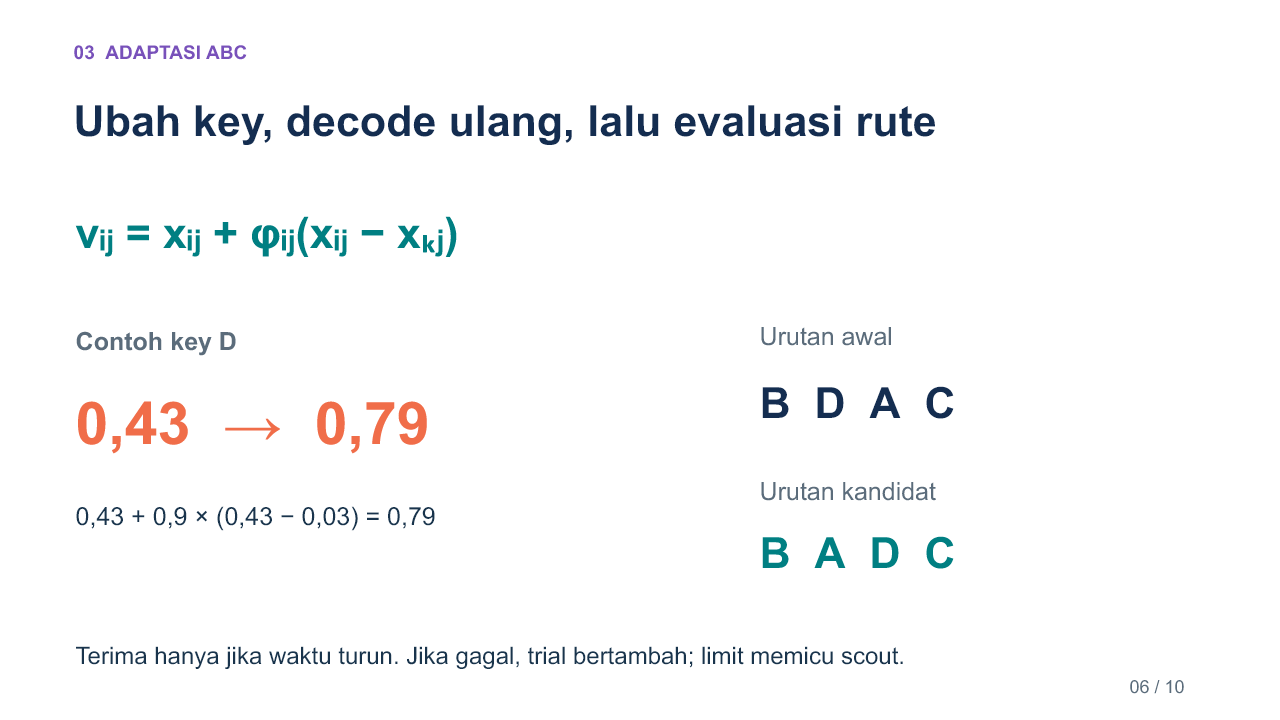 03 ADAPTASI ABC
Ubah key, decode ulang, lalu evaluasi rute
vᵢⱼ = xᵢⱼ + φᵢⱼ(xᵢⱼ − xₖⱼ)
Contoh key D
0,43 → 0,79
0,43 + 0,9 × (0,43 − 0,03) = 0,79
Urutan awal
B D A C
Urutan kandidat
B A D C
Terima hanya jika waktu turun. Jika gagal, trial bertambah; limit memicu scout.
06 / 10